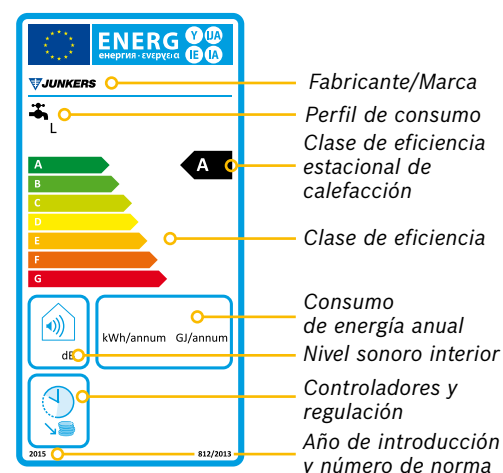 ENERG Y UA
енергия · ενεργεια IE IA
JUNKERS
Fabricante/Marca
L
Perfil de consumo
A
Clase de eficiencia
estacional de
calefacción
A
B
C
D
E
F
G
Clase de eficiencia
kWh/annum GJ/annum
Consumo
de energía anual
dB
Nivel sonoro interior
Controladores y
regulación
2015 812/2013
Año de introducción
y número de norma